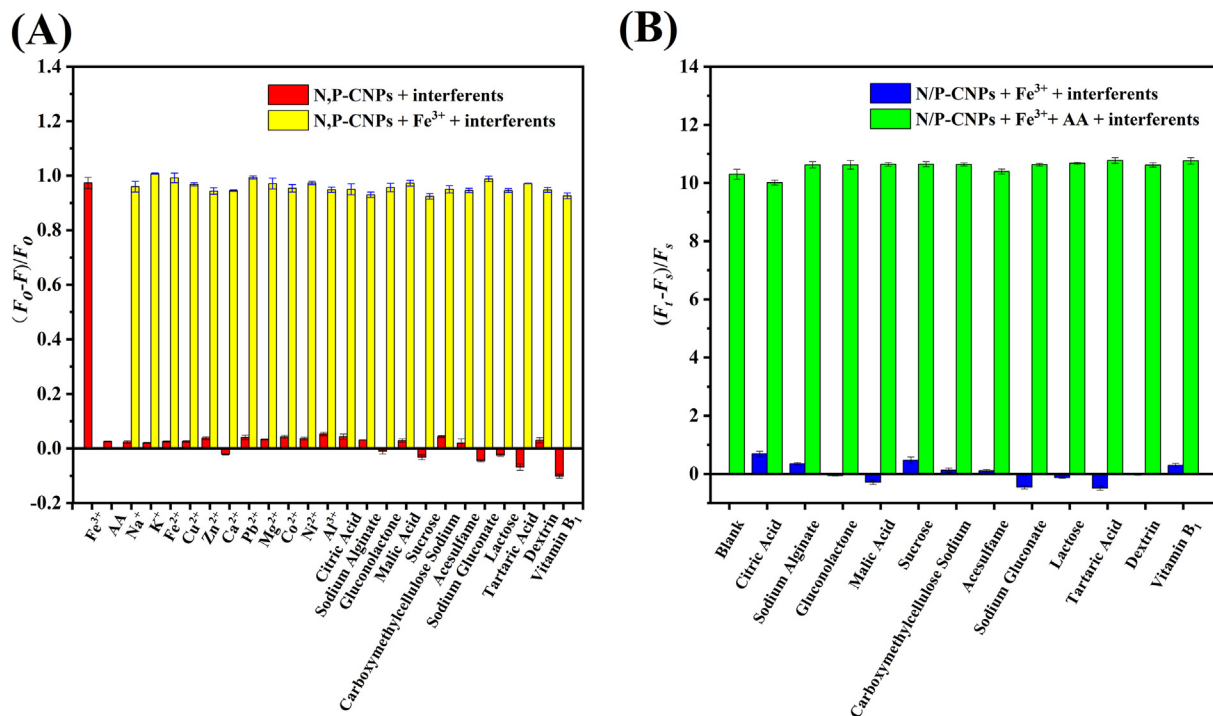 (A)
1.4
1.2
1.0
0.8
0.6
0.4
0.2
0.0
-0.2
（F₀-F)/F₀
N,P-CNPs + interferents
N,P-CNPs + Fe³⁺ + interferents
Fe³⁺
AA
Na⁺
K⁺
Fe²⁺
Cu²⁺
Zn²⁺
Ca²⁺
Pb²⁺
Mg²⁺
Co²⁺
Ni²⁺
Al³⁺
Citric Acid
Sodium Alginate
Gluconolactone
Malic Acid
Sucrose
Carboxymethylcellulose Sodium
Acesulfame
Sodium Gluconate
Lactose
Tartaric Acid
Dextrin
Vitamin B₁
(B)
14
12
10
8
6
4
2
0
(Fₜ-Fₛ)/Fₛ
N/P-CNPs + Fe³⁺ + interferents
N/P-CNPs + Fe³⁺+ AA + interferents
Blank
Citric Acid
Sodium Alginate
Gluconolactone
Malic Acid
Sucrose
Carboxymethylcellulose Sodium
Acesulfame
Sodium Gluconate
Lactose
Tartaric Acid
Dextrin
Vitamin B₁